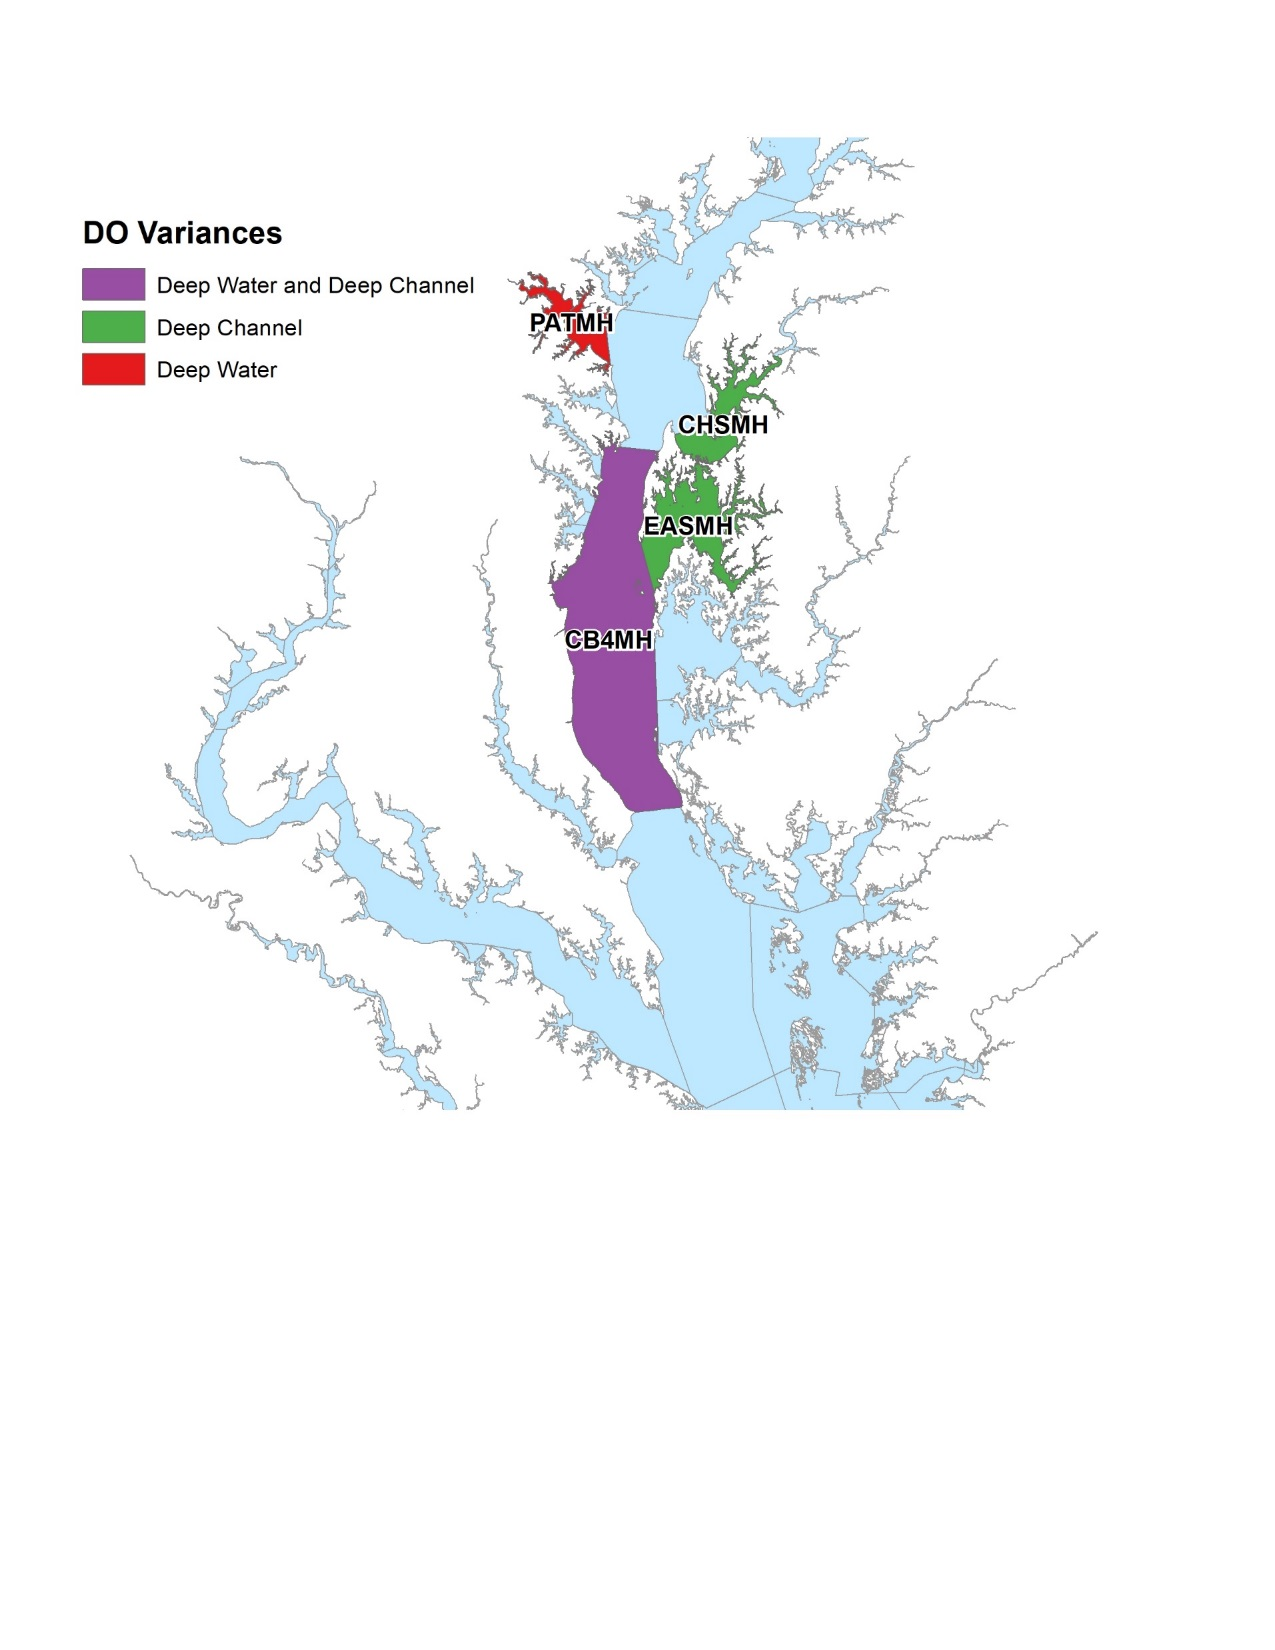 DO Variances
Deep Water and Deep Channel
Deep Channel
Deep Water
PATMH
CHSMH
EASMH
CB4MH